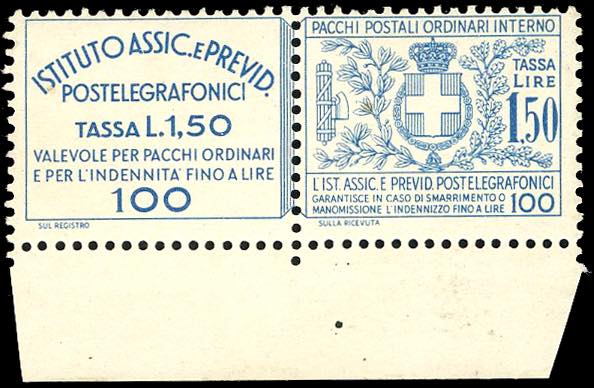 ISTITUTO ASSIC. E PREVID.
POSTELEGRAFONICI
TASSA L.1,50
VALEVOLE PER PACCHI ORDINARI
E PER L'INDENNITA' FINO A LIRE
100
SUL REGISTRO
PACCHI POSTALI ORDINARI INTERNO
TASSA
LIRE
1,50
L'IST. ASSIC. E PREVID. POSTELEGRAFONICI
GARANTISCE IN CASO DI SMARRIMENTO O
MANOMISSIONE L'INDENNIZZO FINO A LIRE 100
SULLA RICEVUTA